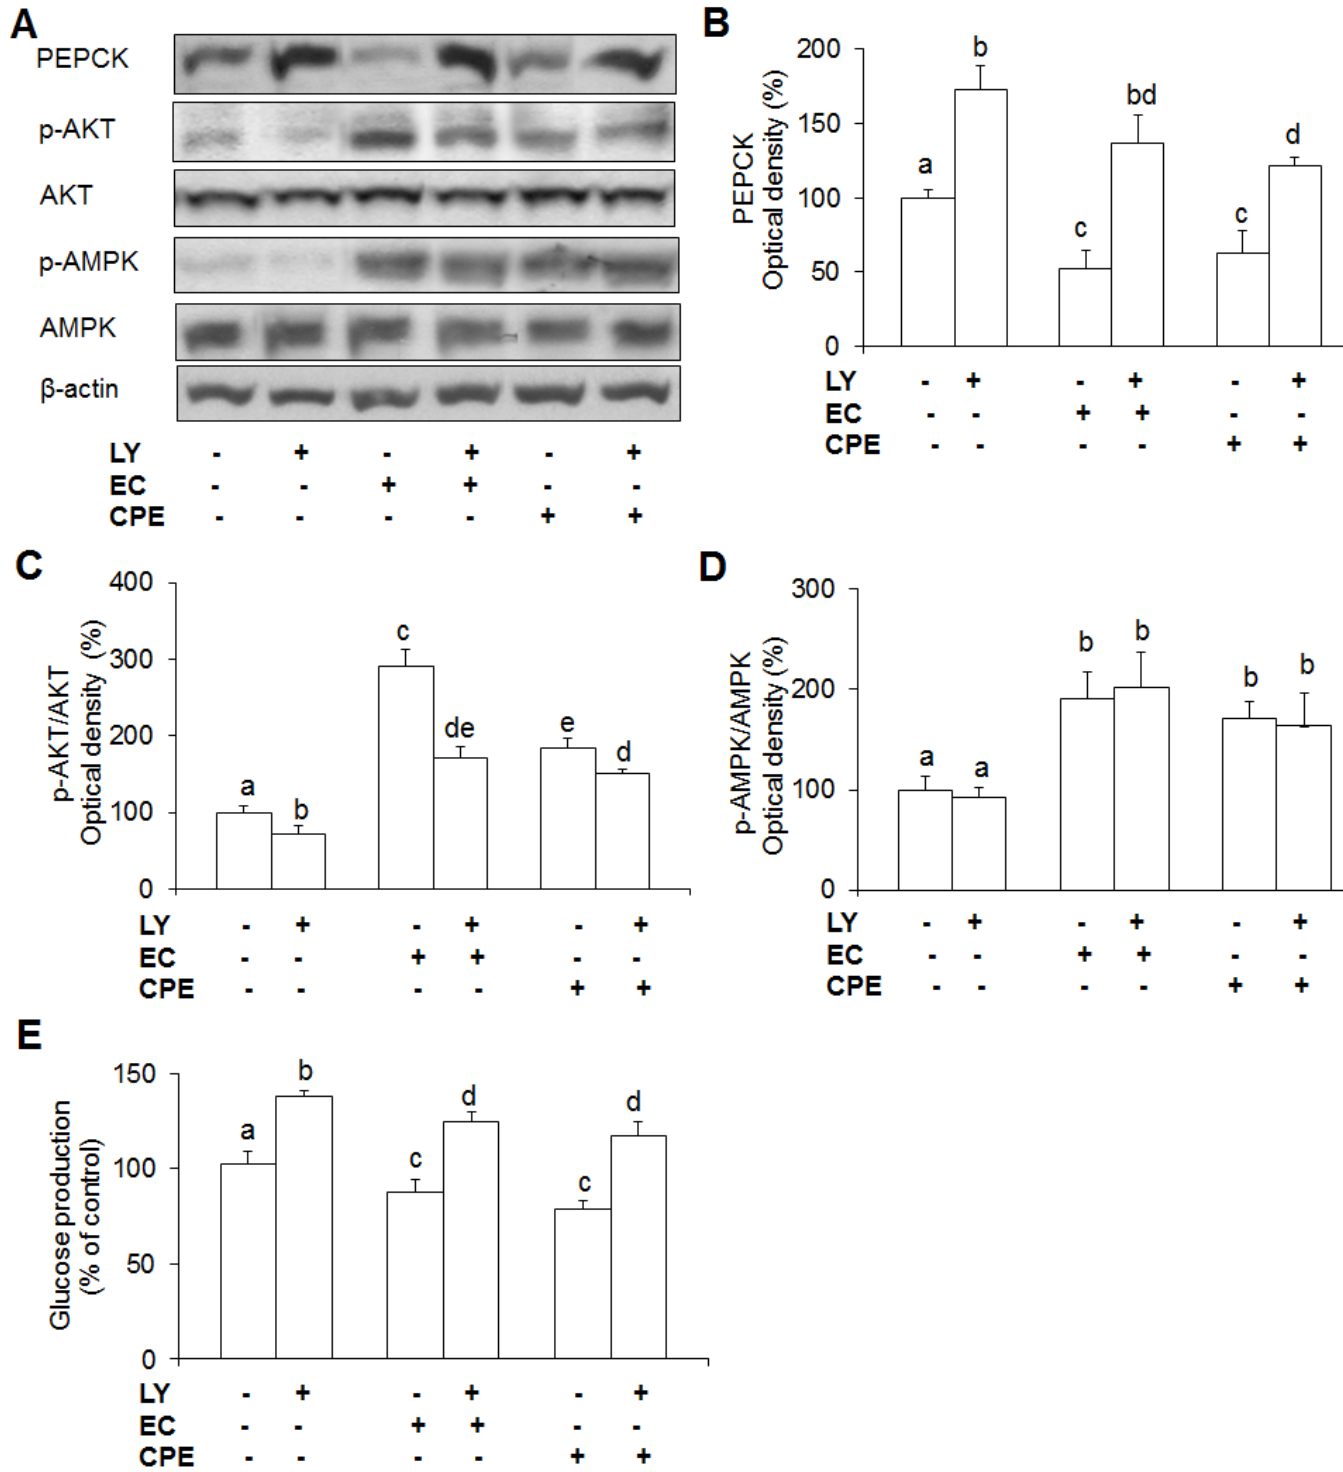 A
PEPCK
p-AKT
AKT
p-AMPK
AMPK
β-actin
LY - + - + - +
EC - - + + - -
CPE - - - - + +
B
PEPCK
Optical density (%)
200
150
100
50
0
a b c bd c d
LY - + - + - +
EC - - + + - -
CPE - - - - + +
C
p-AKT/AKT
Optical density (%)
400
300
200
100
0
a b c de e d
LY - + - + - +
EC - - + + - -
CPE - - - - + +
D
p-AMPK/AMPK
Optical density (%)
300
200
100
0
a a b b b b
LY - + - + - +
EC - - + + - -
CPE - - - - + +
E
Glucose production
(% of control)
150
100
50
0
a b c d c d
LY - + - + - +
EC - - + + - -
CPE - - - - + +